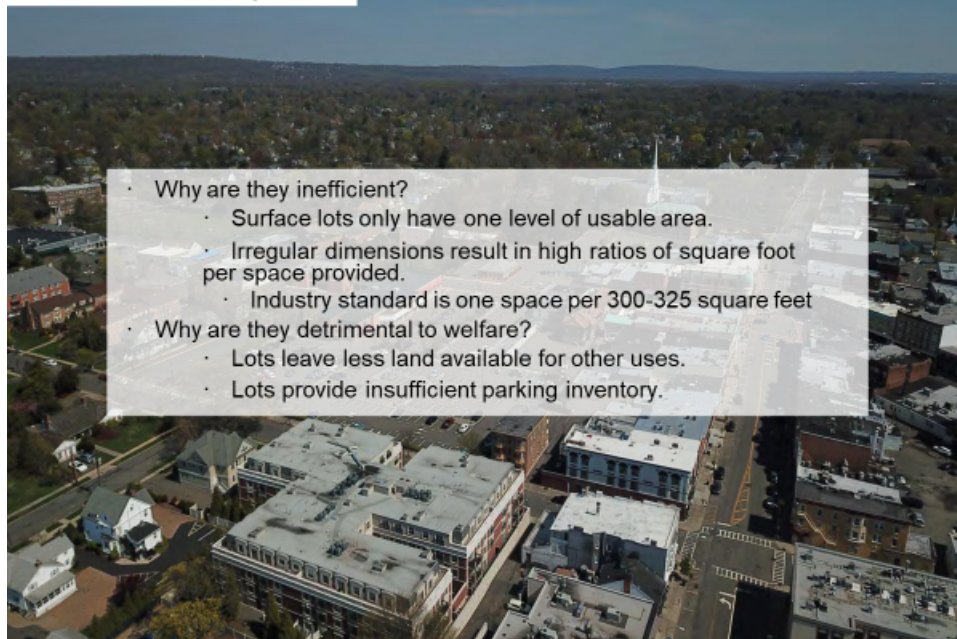 · Why are they inefficient?
· Surface lots only have one level of usable area.
· Irregular dimensions result in high ratios of square foot
per space provided.
· Industry standard is one space per 300-325 square feet
· Why are they detrimental to welfare?
· Lots leave less land available for other uses.
· Lots provide insufficient parking inventory.